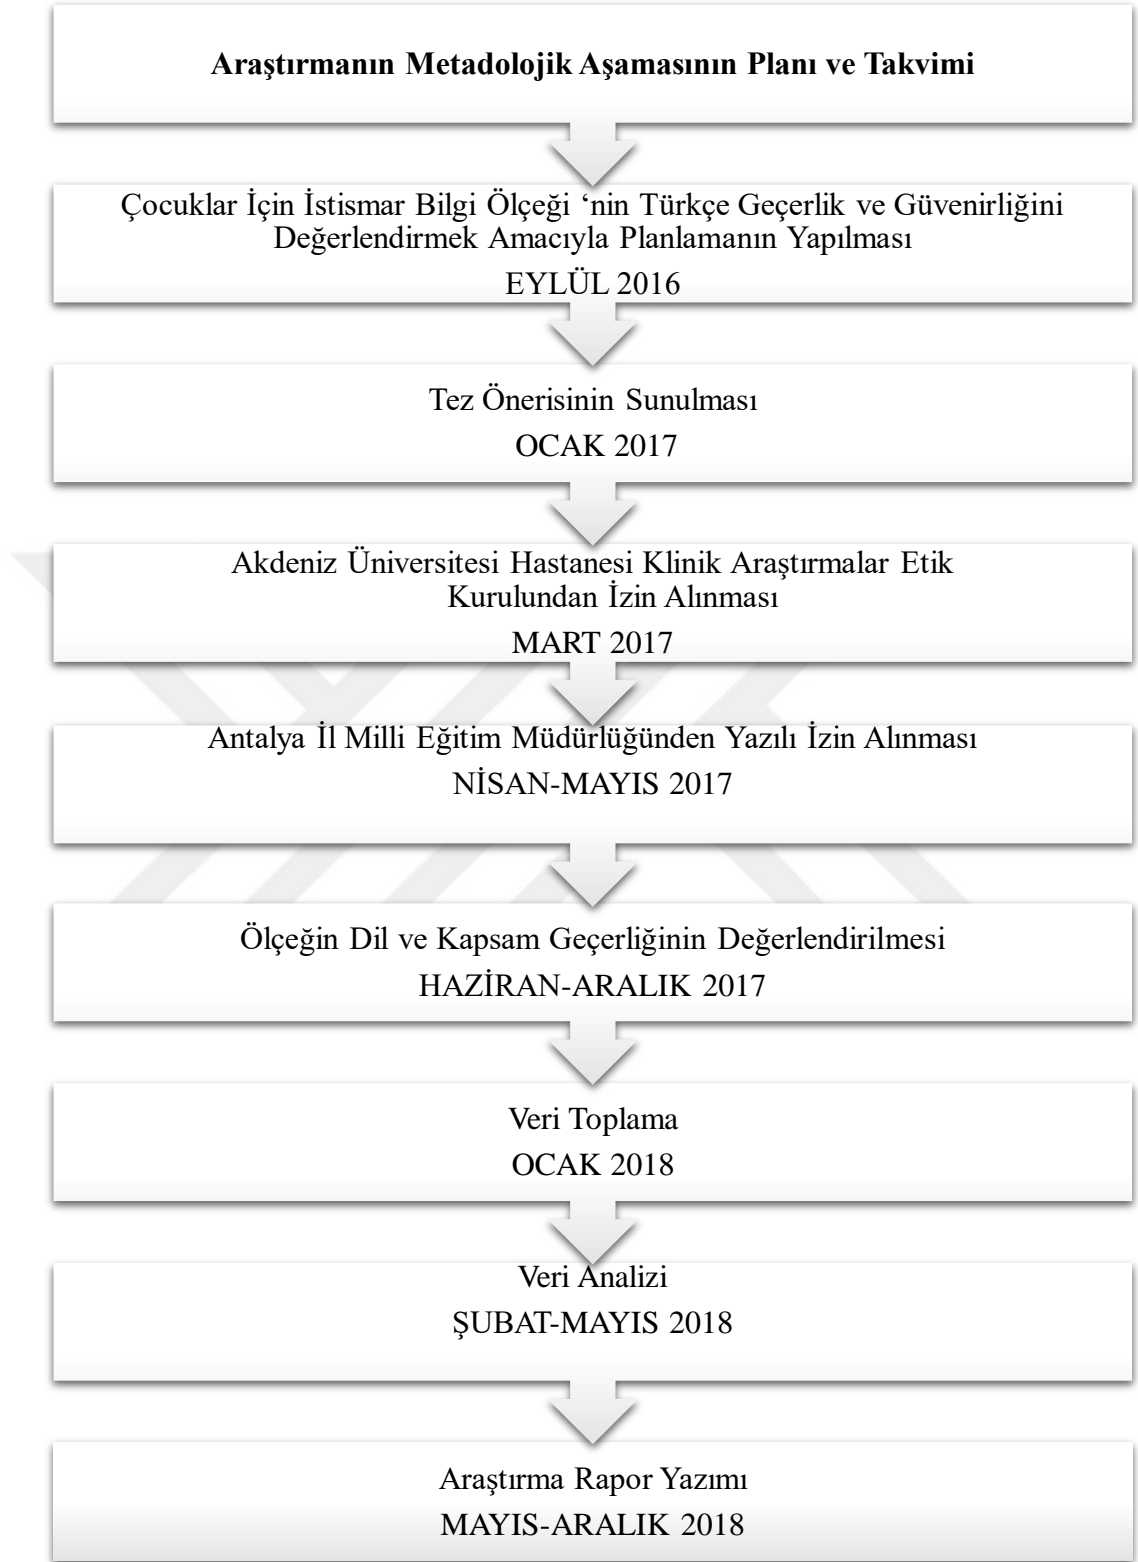 Araştırmanın Metadolojik Aşamasının Planı ve Takvimi
Çocuklar İçin İstismar Bilgi Ölçeği ‘nin Türkçe Geçerlik ve Güvenirliğini
Değerlendirmek Amacıyla Planlamanın Yapılması
EYLÜL 2016
Tez Önerisinin Sunulması
OCAK 2017
Akdeniz Üniversitesi Hastanesi Klinik Araştırmalar Etik
Kurulundan İzin Alınması
MART 2017
Antalya İl Milli Eğitim Müdürlüğünden Yazılı İzin Alınması
NİSAN-MAYIS 2017
Ölçeğin Dil ve Kapsam Geçerliğinin Değerlendirilmesi
HAZİRAN-ARALIK 2017
Veri Toplama
OCAK 2018
Veri Analizi
ŞUBAT-MAYIS 2018
Araştırma Rapor Yazımı
MAYIS-ARALIK 2018